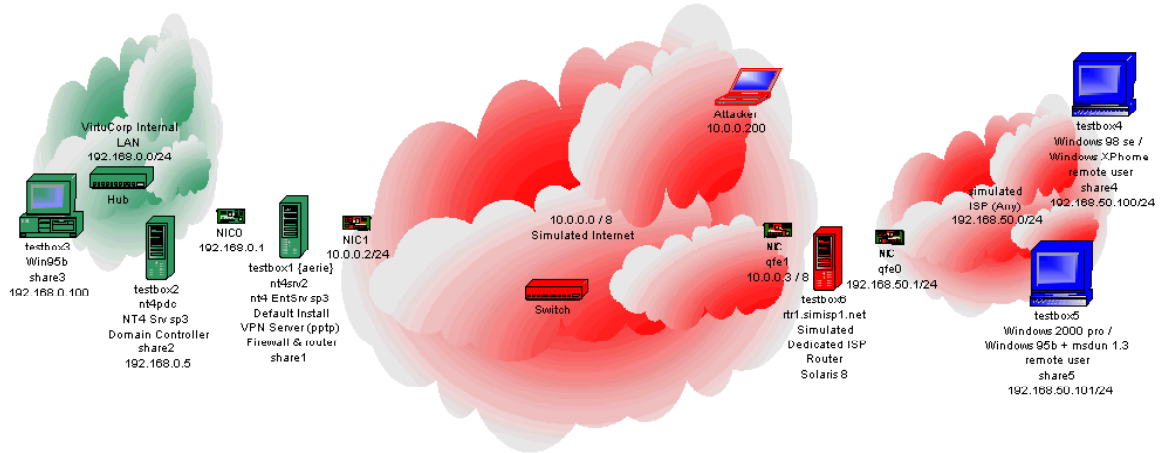 VirtuCorp Internal
LAN
192.168.0.0/24
Hub
testbox3
Win95b
share3
192.168.0.100
testbox2
nt4pdc
NT4 Srv sp3
Domain Controller
share2
192.168.0.5
NIC0
192.168.0.1
testbox1 {aerie}
nt4srv2
nt4 EntSrv sp3
Default Install
VPN Server (pptp)
Firewall & router
share1
NIC1
10.0.0.2/24
10.0.0.0 / 8
Simulated Internet
Switch
Attacker
10.0.0.200
NIC
qfe1
10.0.0.3 / 8
testbox6
rtr1.simisp1.net
Simulated
Dedicated ISP
Router
Solaris 8
NIC
qfe0
192.168.50.1/24
simulated
ISP (Any)
192.168.50.0/24
testbox4
Windows 98 se /
Windows XPhome
remote user
share4
192.168.50.100/24
testbox5
Windows 2000 pro /
Windows 95b + msdun 1.3
remote user
share5
192.168.50.101/24